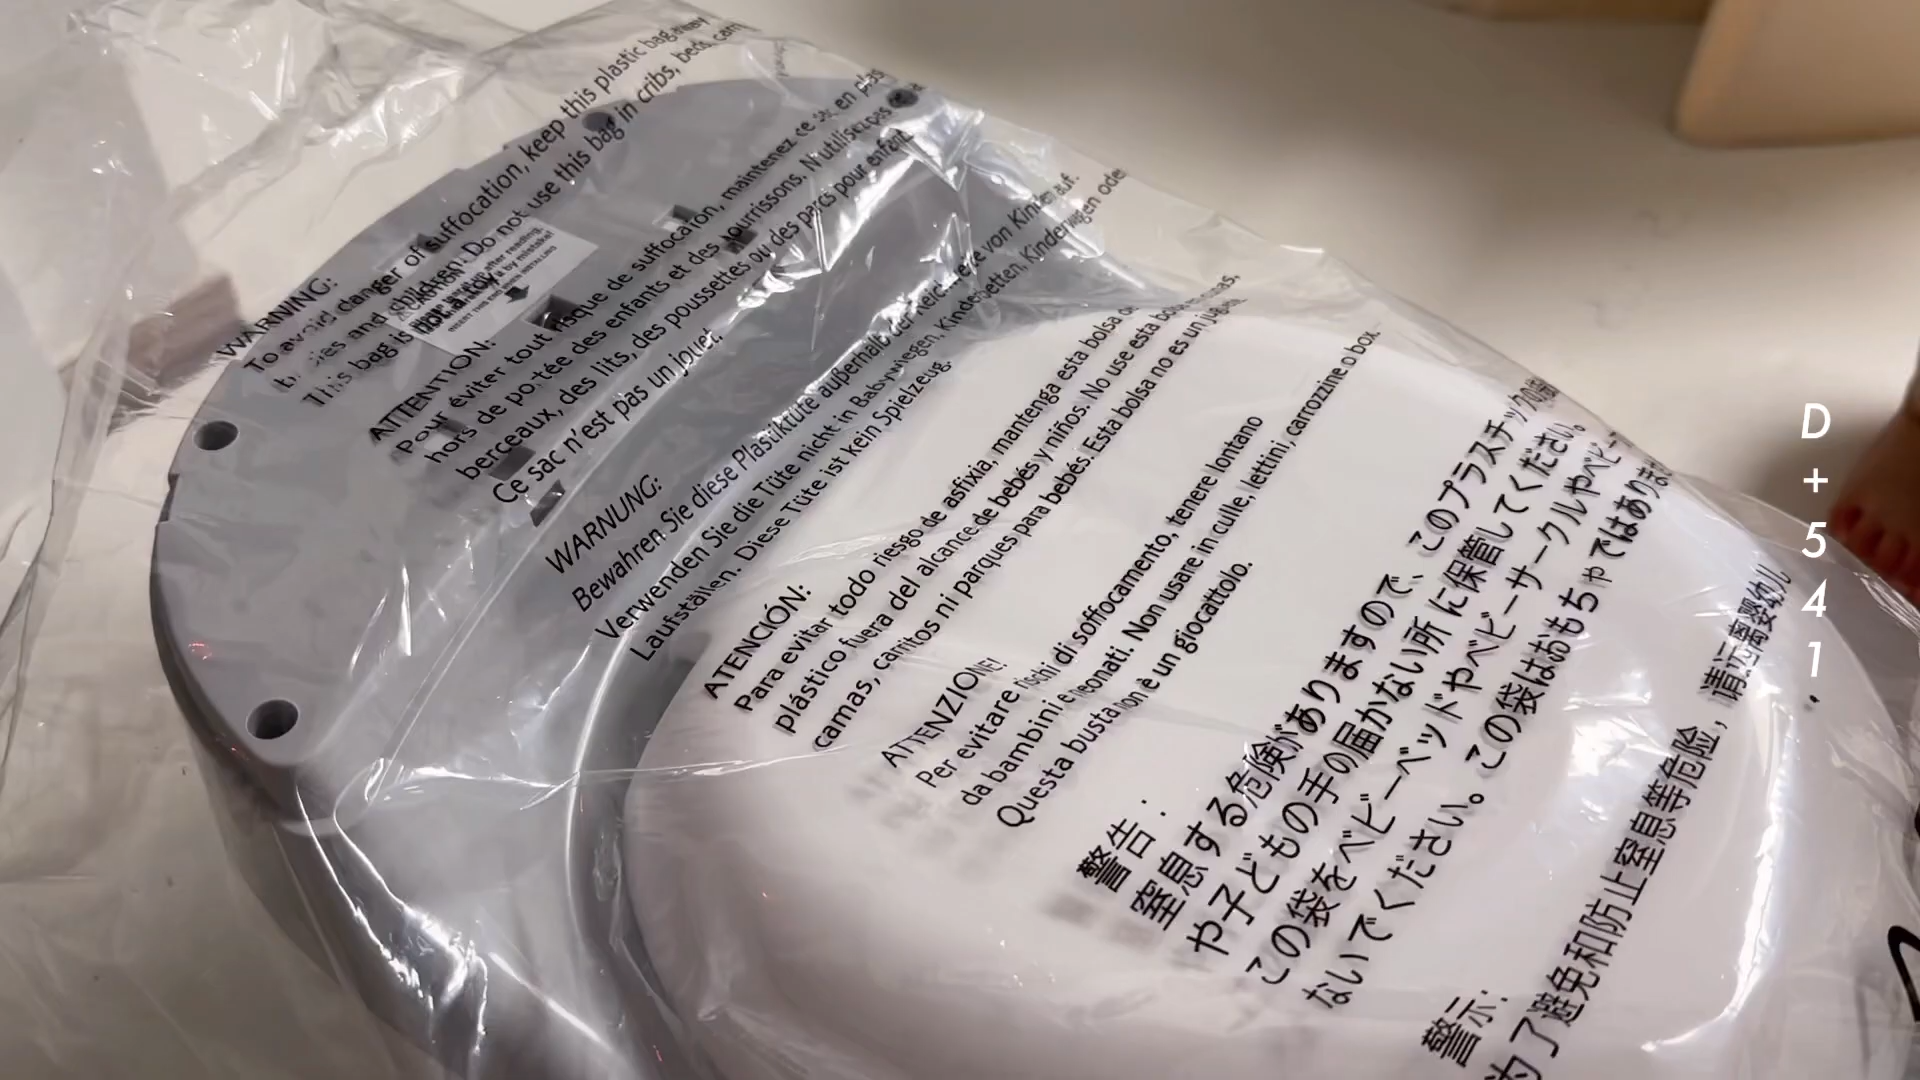 WARNING:
To avoid danger of suffocation, keep this plastic bag away
and children. Do not use this bag in cribs, beds,
This bag is not a toy.
ATTENTION:
Pour éviter tout risque de suffocation, maintenez ce sac en
hors de portée des enfants et des nourrissons. N'utilisez pas
berceaux, des lits, des poussettes ou des parcs pour enfant
Ce sac n'est pas un jouet.
after reading.
by mistake!
WARNUNG:
Bewahren Sie diese Plastiktüte außerhalb der Reichweite von Kindern auf.
Verwenden Sie die Tüte nicht in Babywiegen, Kinderbetten, Kinderwagen oder
Laufställen. Diese Tüte ist kein Spielzeug.
ATENCIÓN:
Para evitar todo riesgo de asfixia, mantenga esta bolsa de
plástico fuera del alcance de bebés y niños. No use esta bolsa en cunas,
camas, carritos ni parques para bebés. Esta bolsa no es un juguete.
ATTENZIONE!
Per evitare rischi di soffocamento, tenere lontano
da bambini e neonati. Non usare in culle, lettini, carrozzine o box.
Questa busta non è un giocattolo.
警告：
窒息する危険がありますので、このプラスチックの
や子どもの手の届かない所に保管してください。
この袋をベビーベッドやベビーサークルやベビー
ないでください。この袋はおもちゃではありませ
警示:
为了避免和防止窒息等危险，请远离婴幼儿
D+541